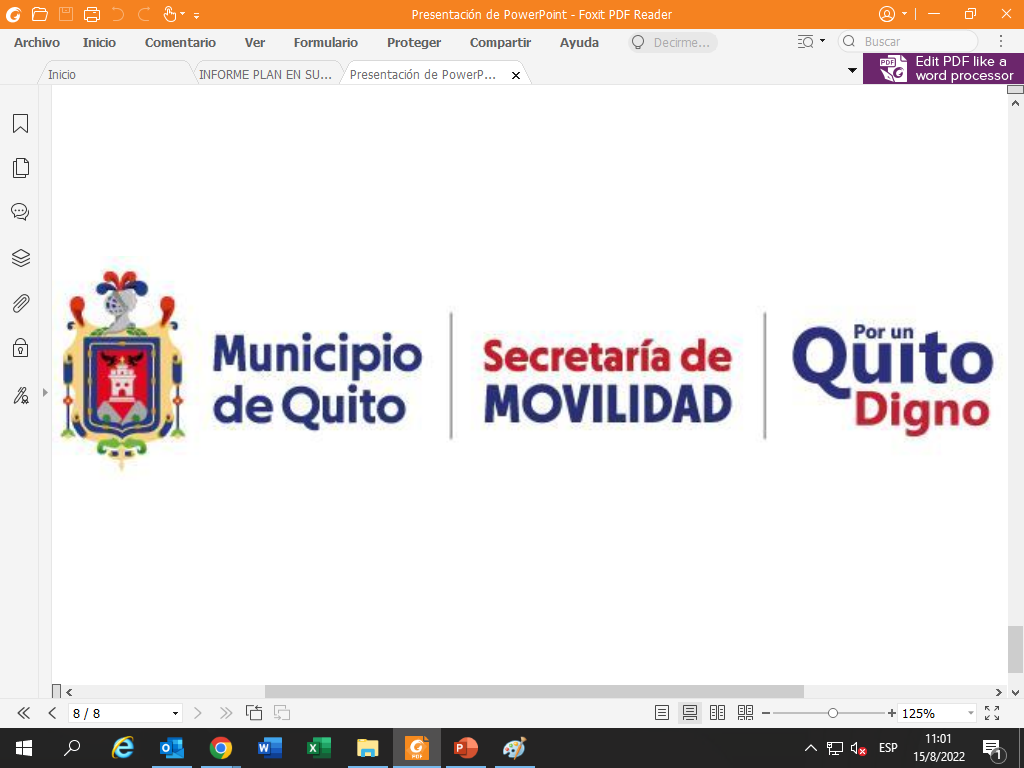 Presentación de PowerPoint - Foxit PDF Reader
Archivo Inicio Comentario Ver Formulario Proteger Compartir Ayuda Decirme... Buscar
Inicio INFORME PLAN EN SU... Presentación de PowerP...
Edit PDF like a
word processor
Municipio
de Quito
Secretaría de
MOVILIDAD
Por un
Quito
Digno
8 / 8
125%
ESP
11:01
15/8/2022
1